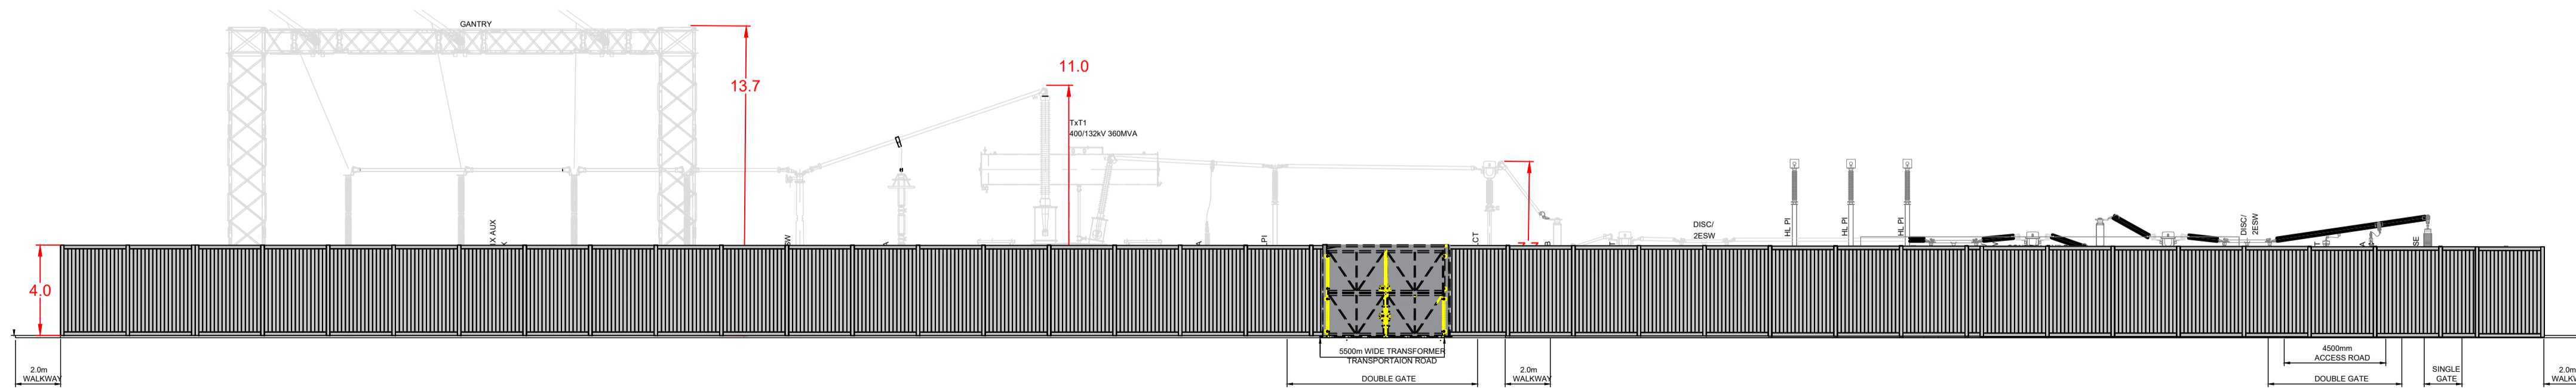 GANTRY
11.0
13.7
TxT1
400/132kV 360MVA
HL PI
HL PI
HL PI
DISC/
2ESW
DISC/
2ESW
4.0
5500m WIDE TRANSFORMER
TRANSPORTAION ROAD
4500mm
ACCESS ROAD
2.0m
WALKWAY
DOUBLE GATE
2.0m
WALKWAY
DOUBLE GATE
SINGLE
GATE
2.0m